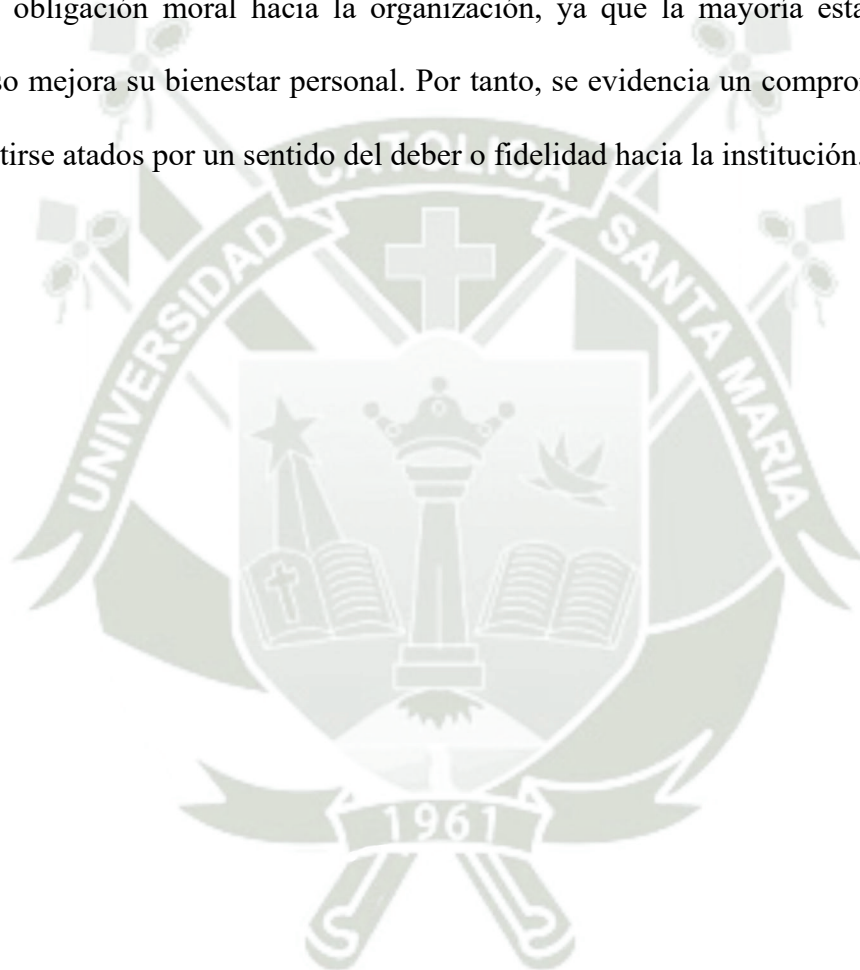 obligación moral hacia la organización, ya que la mayoría esta
so mejora su bienestar personal. Por tanto, se evidencia un compro
tirse atados por un sentido del deber o fidelidad hacia la institución.
CATOLICA
UNIVERSIDAD
SANTA MARIA
1961